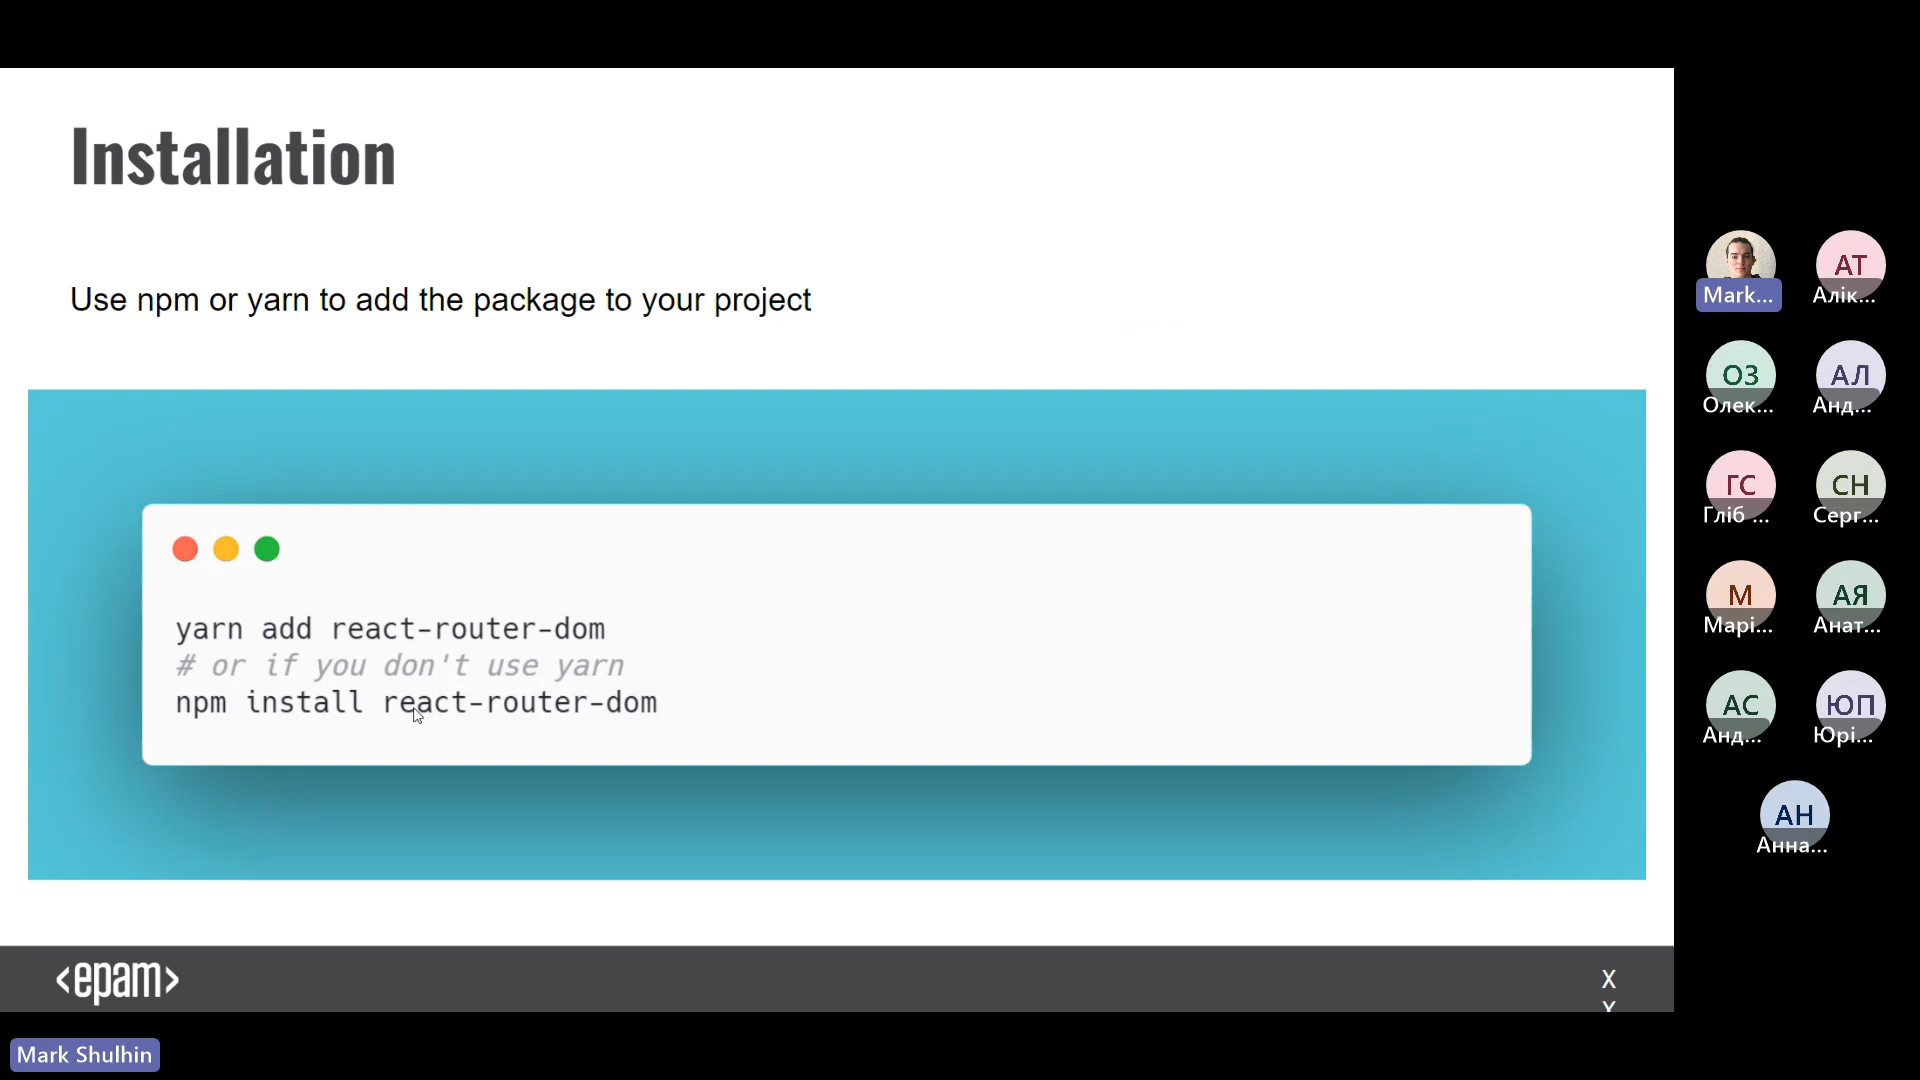 Installation
Use npm or yarn to add the package to your project
yarn add react-router-dom
# or if you don't use yarn
npm install react-router-dom
<epam>
X
Y
Mark Shulhin
Mark...
АТ
Алік...
ОЗ
Олек...
АЛ
Анд...
ГС
Гліб ...
СН
Серг...
М
Марі...
АЯ
Анат...
АС
Анд...
ЮП
Юрі...
АН
Анна...